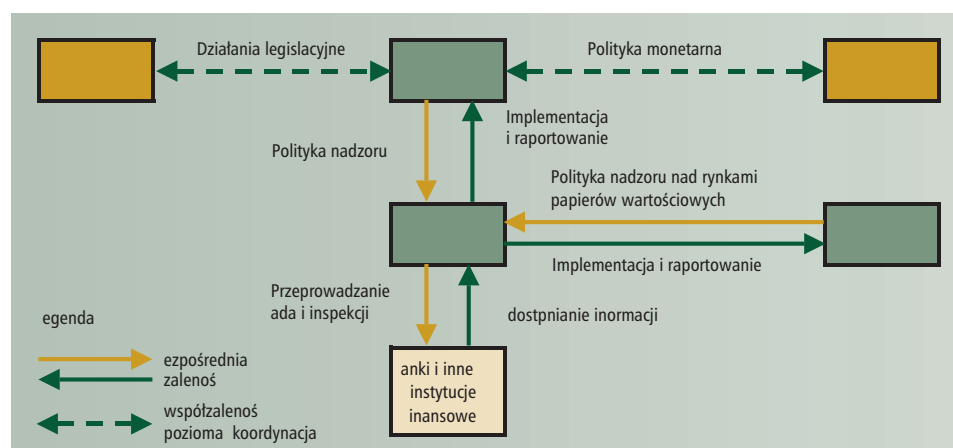 Działania legislacyjne
Polityka monetarna
Implementacja
i raportowanie
Polityka nadzoru
Polityka nadzoru nad rynkami
papierów wartościowych
Implementacja i raportowanie
Przeprowadzanie
ada i inspekcji
dostpnianie inormacji
egenda
ezpośrednia
zalenoś
współzalenoś
pozioma koordynacja
anki i inne
instytucje
inansowe